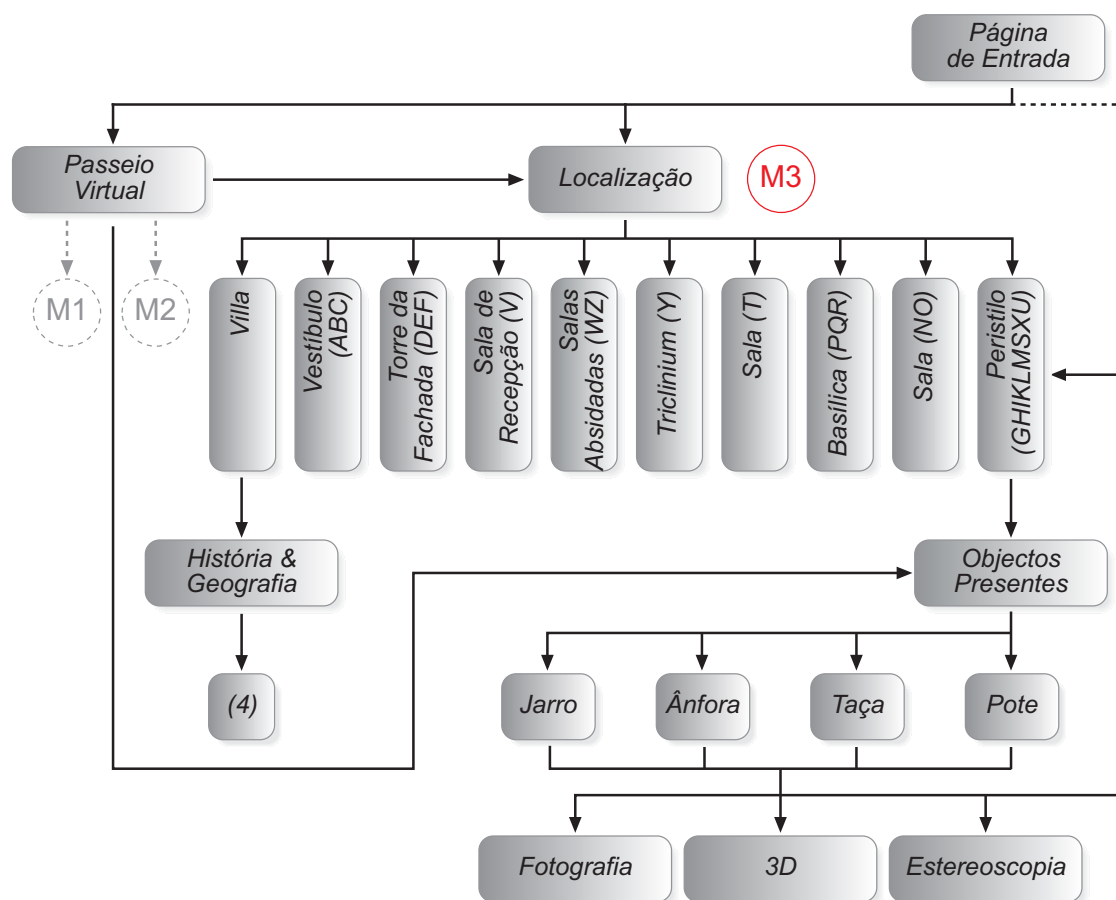 Página
de Entrada
Passeio
Virtual
Localização
M3
M1
M2
Villa
Vestíbulo
(ABC)
Torre da
Fachada (DEF)
Sala de
Recepção (V)
Salas
Absidadas (WZ)
Triclinium (Y)
Sala (T)
Basílica (PQR)
Sala (NO)
Peristilo
(GHIKLMSXU)
História &
Geografia
Objectos
Presentes
(4)
Jarro
Ânfora
Taça
Pote
Fotografia
3D
Estereoscopia